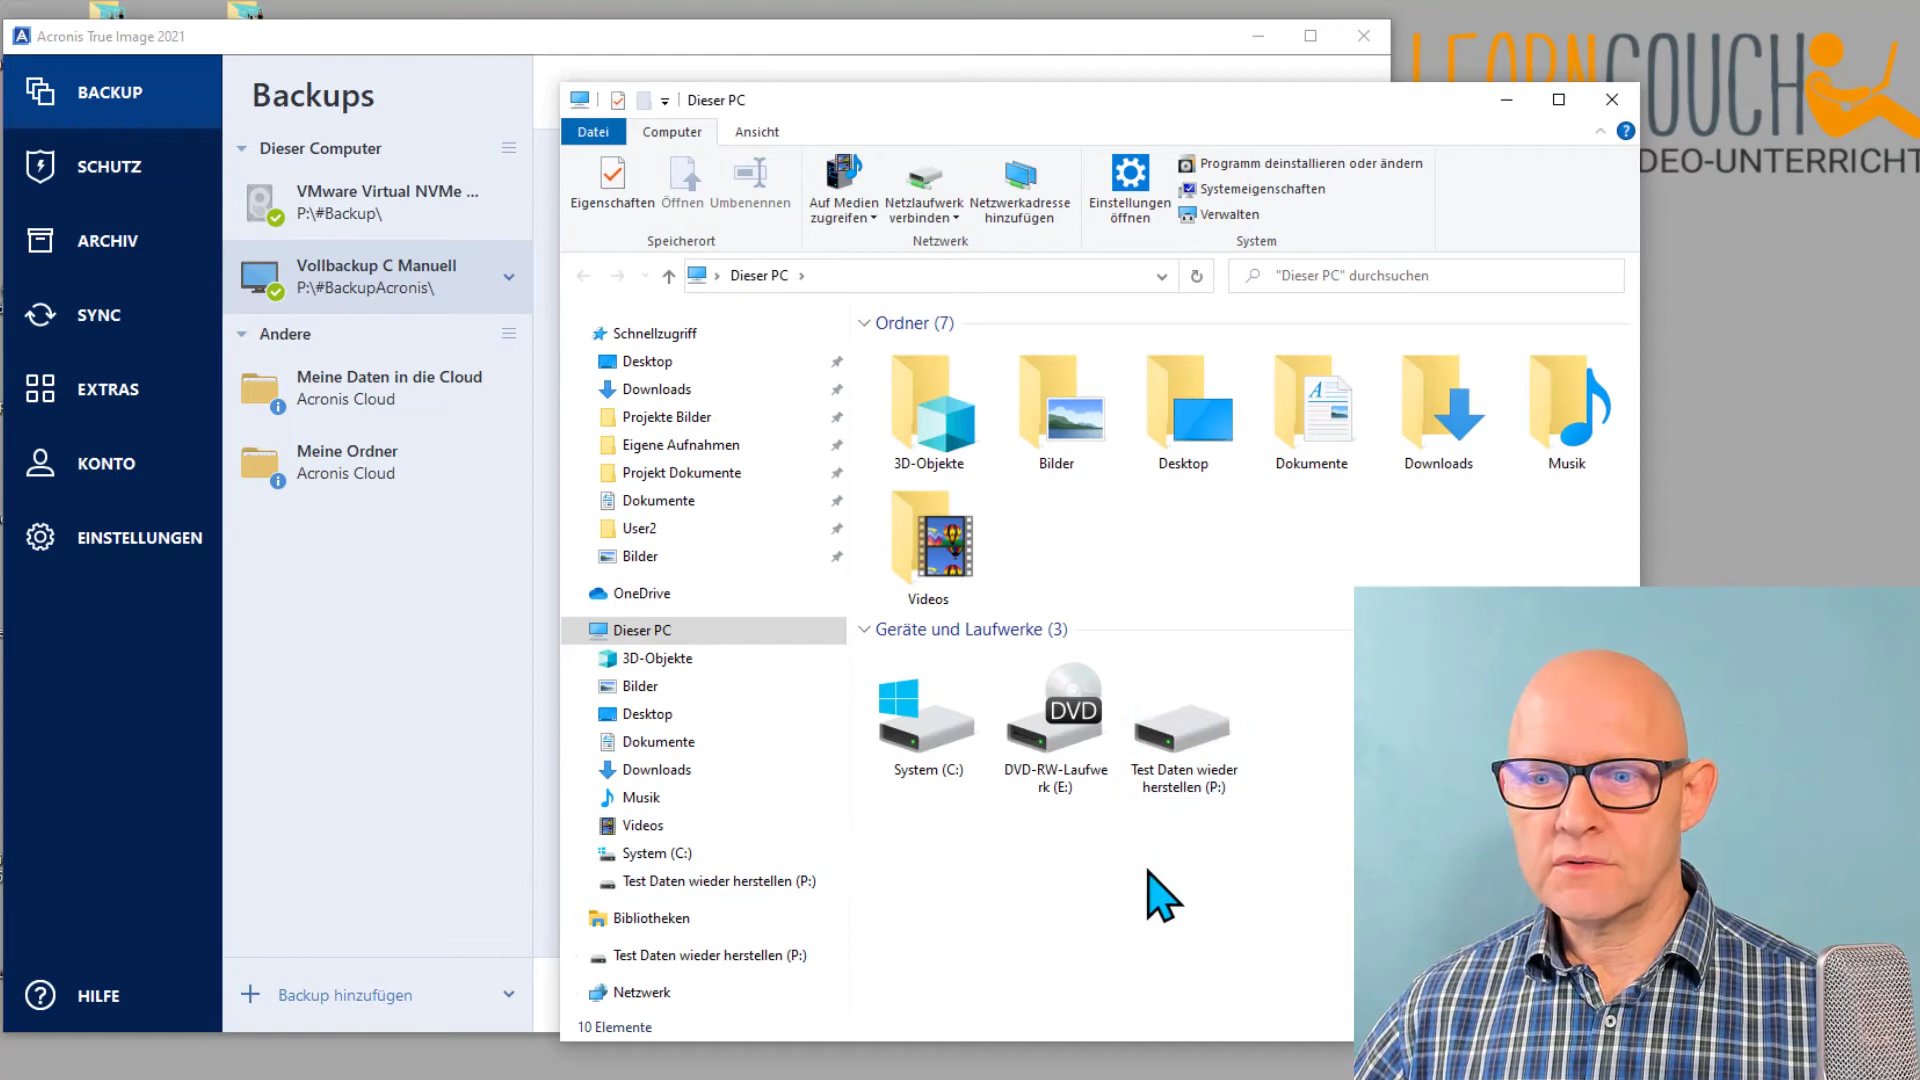 Acronis True Image 2021
BACKUP
SCHUTZ
ARCHIV
SYNC
EXTRAS
KONTO
EINSTELLUNGEN
HILFE
Backups
Dieser Computer
VMware Virtual NVMe ...
P:\#Backup\
Vollbackup C Manuell
P:\#BackupAcronis\
Andere
Meine Daten in die Cloud
Acronis Cloud
Meine Ordner
Acronis Cloud
Backup hinzufügen
LEARNCOUCH
DEO-UNTERRICHT
Dieser PC
Datei
Computer
Ansicht
Eigenschaften
Öffnen
Umbenennen
Speicherort
Auf Medien
zugreifen
Netzlaufwerk
verbinden
Netzwerkadresse
hinzufügen
Netzwerk
Einstellungen
öffnen
Programm deinstallieren oder ändern
Systemeigenschaften
Verwalten
System
Dieser PC
"Dieser PC" durchsuchen
Schnellzugriff
Desktop
Downloads
Projekte Bilder
Eigene Aufnahmen
Projekt Dokumente
Dokumente
User2
Bilder
OneDrive
Dieser PC
3D-Objekte
Bilder
Desktop
Dokumente
Downloads
Musik
Videos
System (C:)
Test Daten wieder herstellen (P:)
Bibliotheken
Test Daten wieder herstellen (P:)
Netzwerk
10 Elemente
Ordner (7)
3D-Objekte
Bilder
Desktop
Dokumente
Downloads
Musik
Videos
Geräte und Laufwerke (3)
System (C:)
DVD
DVD-RW-Laufwe
rk (E:)
Test Daten wieder
herstellen (P:)